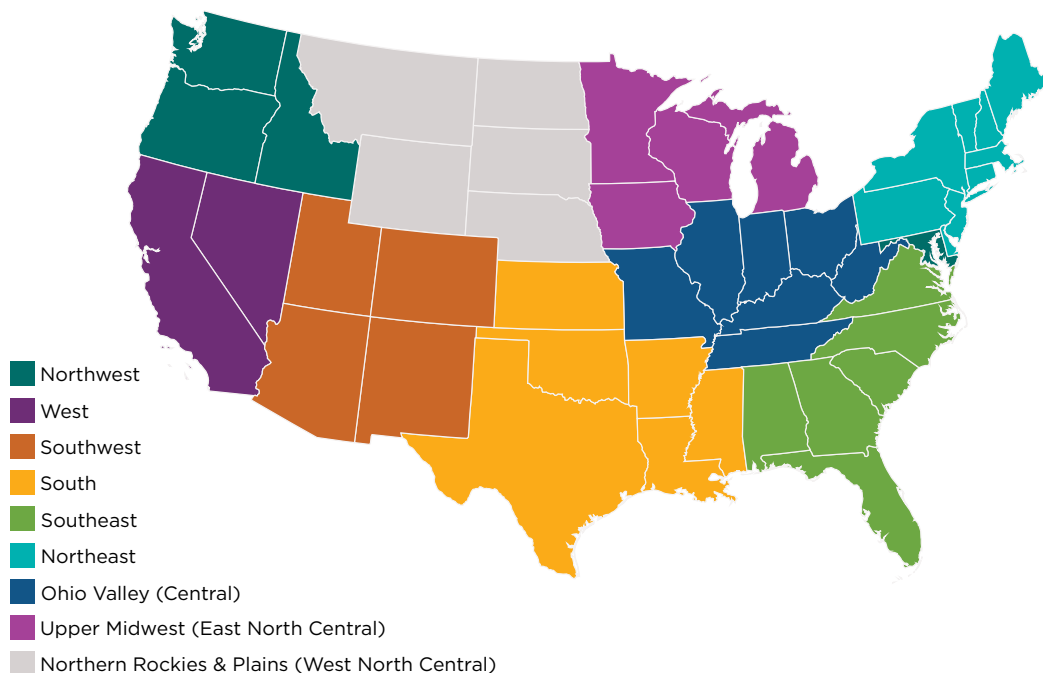 Northwest
West
Southwest
South
Southeast
Northeast
Ohio Valley (Central)
Upper Midwest (East North Central)
Northern Rockies & Plains (West North Central)